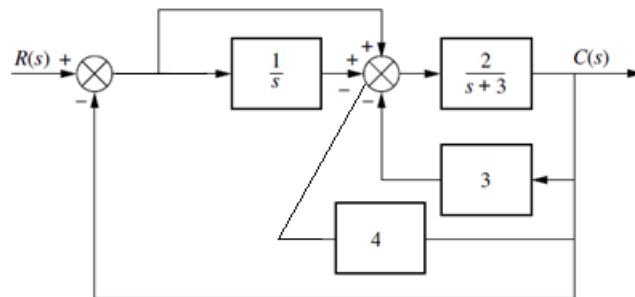 R(s) + − 
1
s
+ + − −
2
s + 3
C(s)
3
4